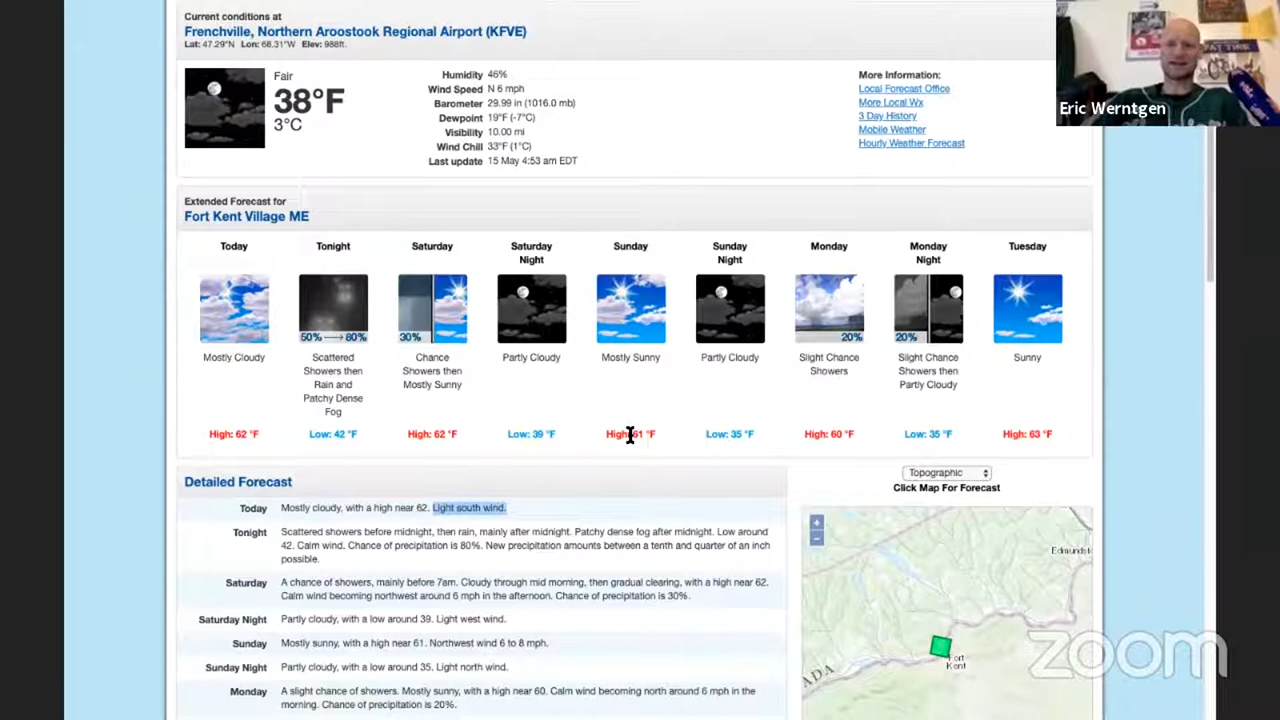 Current conditions at
Frenchville, Northern Aroostook Regional Airport (KFVE)
Lat: 47.29°N Lon: 68.31°W Elev: 988ft.
Fair
38°F
3°C
Humidity 46%
Wind Speed N 6 mph
Barometer 29.99 in (1016.0 mb)
Dewpoint 19°F (-7°C)
Visibility 10.00 mi
Wind Chill 33°F (1°C)
Last update 15 May 4:53 am EDT
More Information:
Local Forecast Office
More Local Wx
3 Day History
Mobile Weather
Hourly Weather Forecast
Eric Werntgen
FAT TIRE
Extended Forecast for
Fort Kent Village ME
Today
Mostly Cloudy
High: 62 °F
Tonight
50% 80%
Scattered
Showers then
Rain and
Patchy Dense
Fog
Low: 42 °F
Saturday
30%
Chance
Showers then
Mostly Sunny
High: 62 °F
Saturday
Night
Partly Cloudy
Low: 39 °F
Sunday
Mostly Sunny
High: 61 °F
Sunday
Night
Partly Cloudy
Low: 35 °F
Monday
20%
Slight Chance
Showers
High: 60 °F
Monday
Night
20%
Slight Chance
Showers then
Partly Cloudy
Low: 35 °F
Tuesday
Sunny
High: 63 °F
Detailed Forecast
Today Mostly cloudy, with a high near 62. Light south wind.
Tonight Scattered showers before midnight, then rain, mainly after midnight. Patchy dense fog after midnight. Low around
42. Calm wind. Chance of precipitation is 80%. New precipitation amounts between a tenth and quarter of an inch
possible.
Saturday A chance of showers, mainly before 7am. Cloudy through mid morning, then gradual clearing, with a high near 62.
Calm wind becoming northwest around 6 mph in the afternoon. Chance of precipitation is 30%.
Saturday Night Partly cloudy, with a low around 39. Light west wind.
Sunday Mostly sunny, with a high near 61. Northwest wind 6 to 8 mph.
Sunday Night Partly cloudy, with a low around 35. Light north wind.
Monday A slight chance of showers. Mostly sunny, with a high near 60. Calm wind becoming north around 6 mph in the
morning. Chance of precipitation is 20%.
Topographic
Click Map For Forecast
+
-
Edmundst
Fort
Kent
ADA
zoom